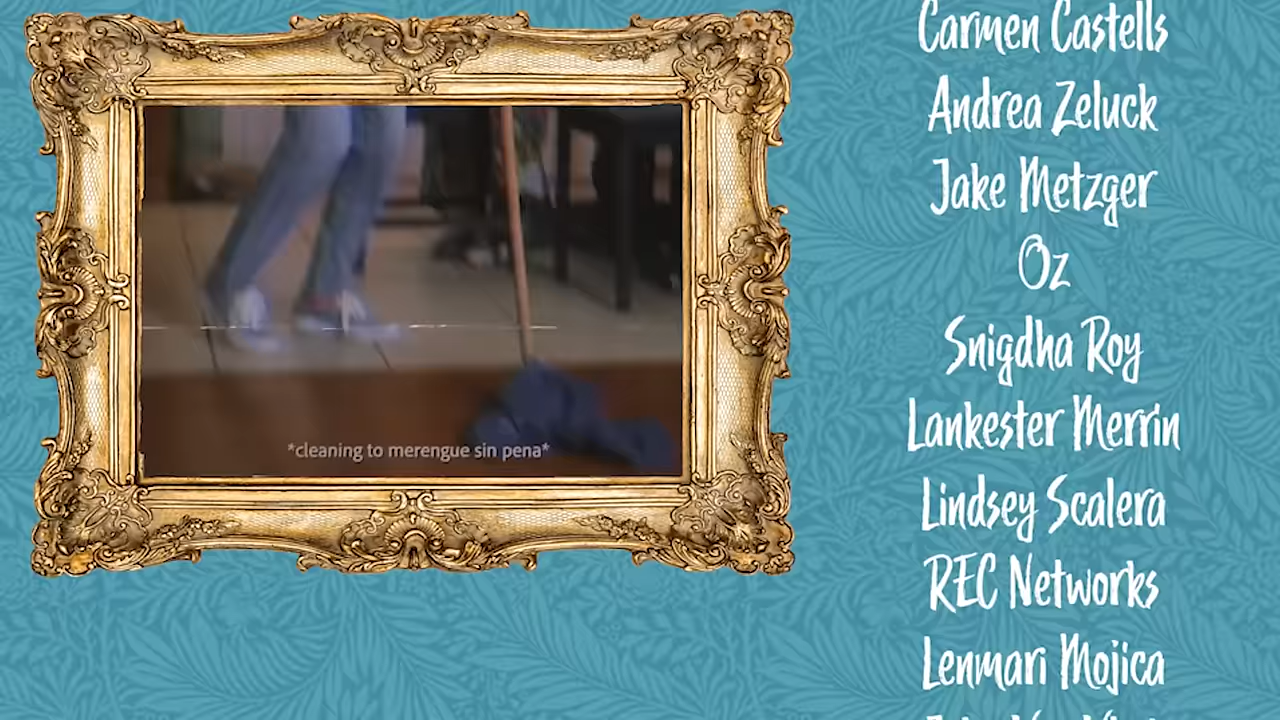 *cleaning to merengue sin pena*
Carmen Castells
Andrea Zeluck
Jake Metzger
Oz
Snigdha Roy
Lankester Merrin
Lindsey Scalera
REC Networks
Lenmari Mojica